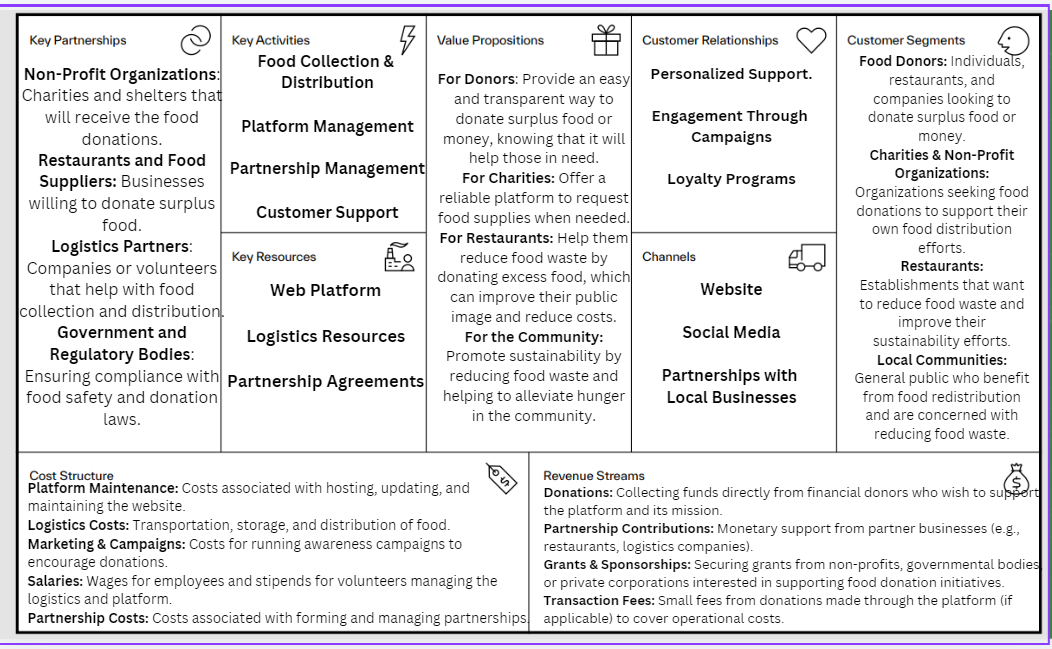 Key Partnerships
Non-Profit Organizations:
Charities and shelters that
will receive the food
donations.
Restaurants and Food
Suppliers: Businesses
willing to donate surplus
food.
Logistics Partners:
Companies or volunteers
that help with food
collection and distribution.
Government and
Regulatory Bodies:
Ensuring compliance with
food safety and donation
laws.
Key Activities
Food Collection &
Distribution
Platform Management
Partnership Management
Customer Support
Key Resources
Web Platform
Logistics Resources
Partnership Agreements
Value Propositions
For Donors: Provide an easy
and transparent way to
donate surplus food or
money, knowing that it will
help those in need.
For Charities: Offer a
reliable platform to request
food supplies when needed.
For Restaurants: Help them
reduce food waste by
donating excess food, which
can improve their public
image and reduce costs.
For the Community:
Promote sustainability by
reducing food waste and
helping to alleviate hunger
in the community.
Customer Relationships
Personalized Support.
Engagement Through
Campaigns
Loyalty Programs
Channels
Website
Social Media
Partnerships with
Local Businesses
Customer Segments
Food Donors: Individuals,
restaurants, and
companies looking to
donate surplus food or
money.
Charities & Non-Profit
Organizations:
Organizations seeking food
donations to support their
own food distribution
efforts.
Restaurants:
Establishments that want
to reduce food waste and
improve their
sustainability efforts.
Local Communities:
General public who benefit
from food redistribution
and are concerned with
reducing food waste.
Cost Structure
Platform Maintenance: Costs associated with hosting, updating, and
maintaining the website.
Logistics Costs: Transportation, storage, and distribution of food.
Marketing & Campaigns: Costs for running awareness campaigns to
encourage donations.
Salaries: Wages for employees and stipends for volunteers managing the
logistics and platform.
Partnership Costs: Costs associated with forming and managing partnerships.
Revenue Streams
Donations: Collecting funds directly from financial donors who wish to support
the platform and its mission.
Partnership Contributions: Monetary support from partner businesses (e.g.,
restaurants, logistics companies).
Grants & Sponsorships: Securing grants from non-profits, governmental bodies,
or private corporations interested in supporting food donation initiatives.
Transaction Fees: Small fees from donations made through the platform (if
applicable) to cover operational costs.